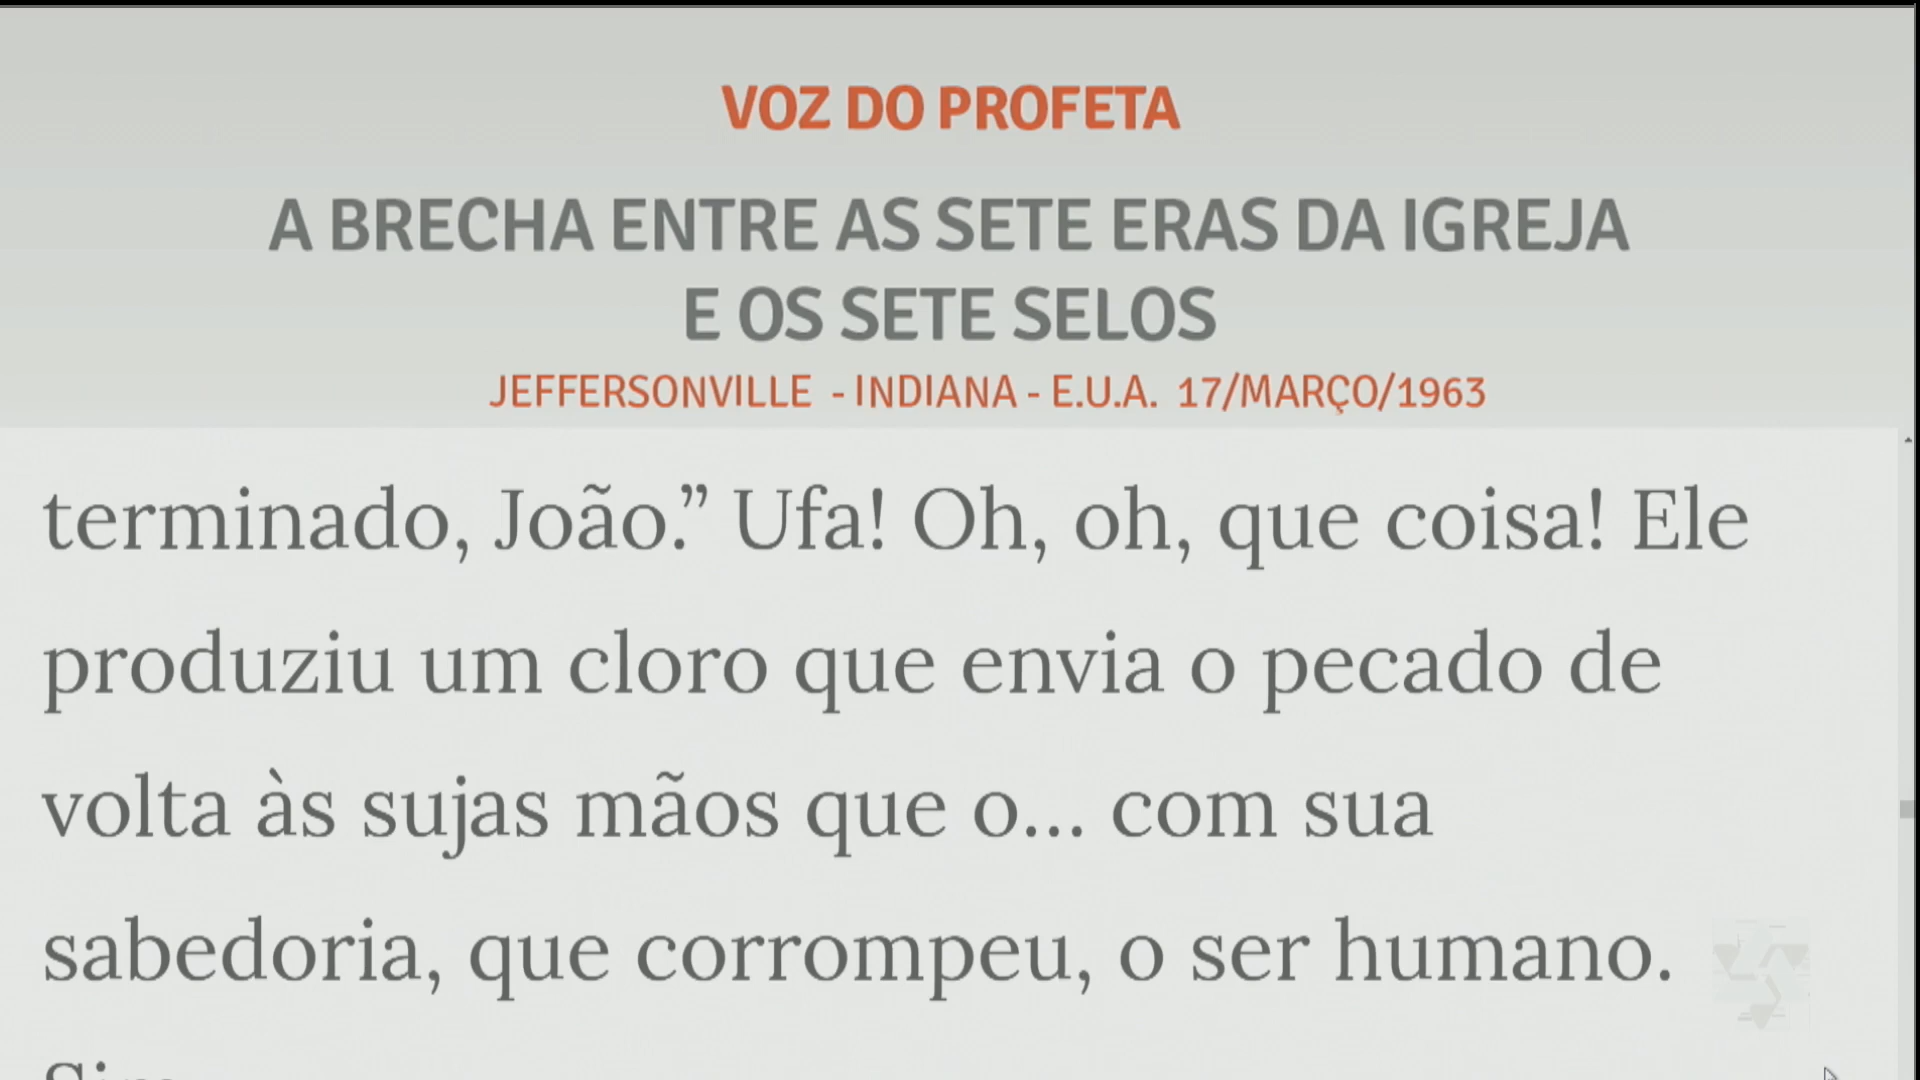 VOZ DO PROFETA
A BRECHA ENTRE AS SETE ERAS DA IGREJA
E OS SETE SELOS
JEFFERSONVILLE - INDIANA - E.U.A. 17/MARÇO/1963
terminado, João.” Ufa! Oh, oh, que coisa! Ele
produziu um cloro que envia o pecado de
volta às sujas mãos que o... com sua
sabedoria, que corrompeu, o ser humano.